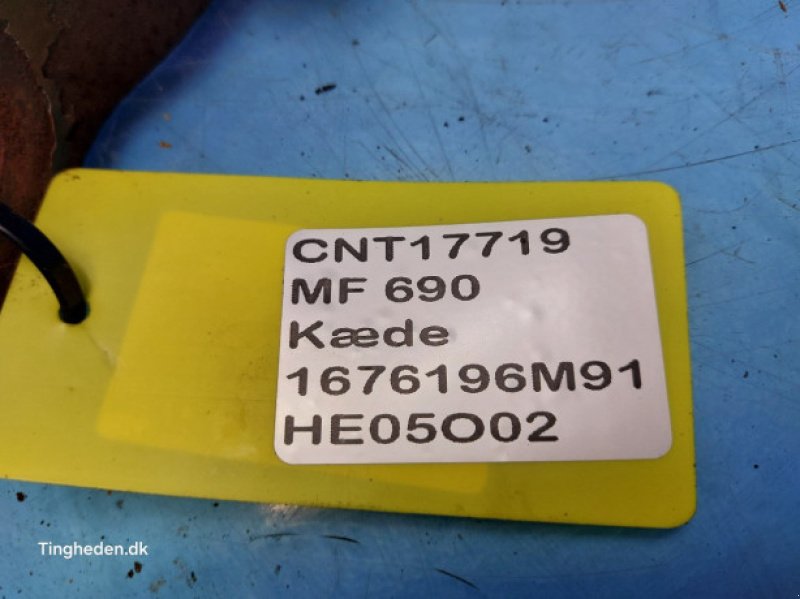 CNT17719
MF 690
Kæde
1676196M91
HE05O02
Tingheden.dk